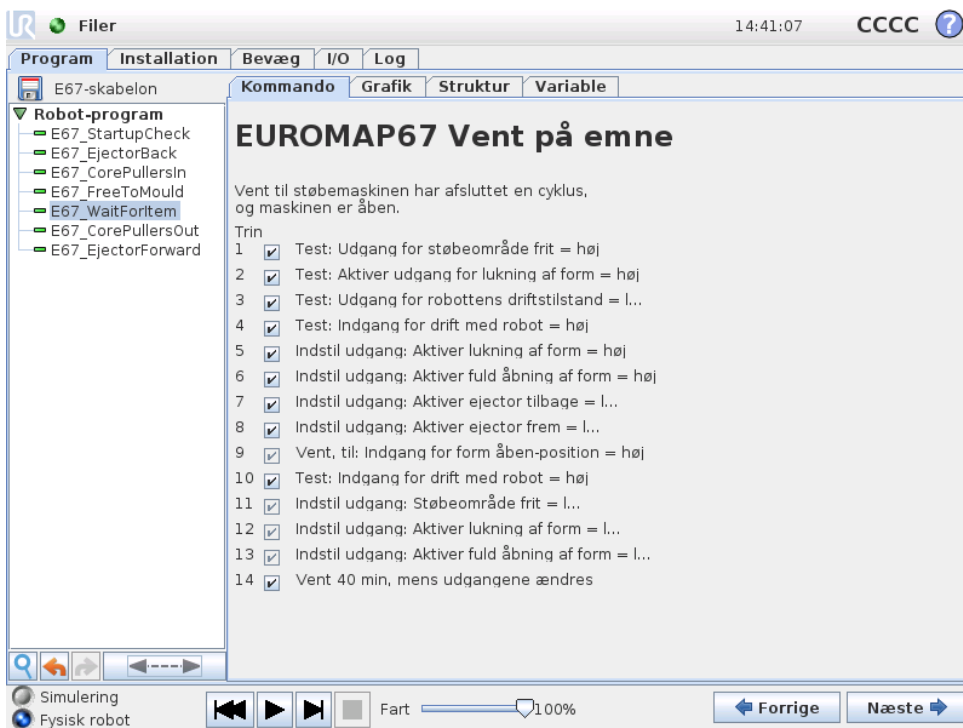 Filer
14:41:07
CCCC
?
Program
Installation
Bevæg
I/O
Log
E67-skabelon
Kommando
Grafik
Struktur
Variable
Robot-program
E67_StartupCheck
E67_EjectorBack
E67_CorePullersIn
E67_FreeToMould
E67_WaitForItem
E67_CorePullersOut
E67_EjectorForward
EUROMAP67 Vent på emne
Vent til støbemaskinen har afsluttet en cyklus,
og maskinen er åben.
Trin
1 Test: Udgang for støbeområde frit = høj
2 Test: Aktiver udgang for lukning af form = høj
3 Test: Udgang for robottens driftstilstand = l...
4 Test: Indgang for drift med robot = høj
5 Indstil udgang: Aktiver lukning af form = høj
6 Indstil udgang: Aktiver fuld åbning af form = høj
7 Indstil udgang: Aktiver ejector tilbage = l...
8 Indstil udgang: Aktiver ejector frem = l...
9 Vent, til: Indgang for form åben-position = høj
10 Test: Indgang for drift med robot = høj
11 Indstil udgang: Støbeområde frit = l...
12 Indstil udgang: Aktiver lukning af form = l...
13 Indstil udgang: Aktiver fuld åbning af form = l...
14 Vent 40 min, mens udgangene ændres
Simulering
Fysisk robot
Fart
100%
Forrige
Næste